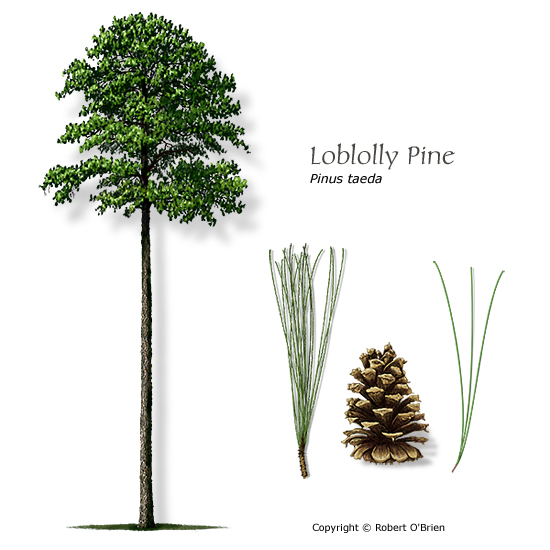 Loblolly Pine
Pinus taeda
Copyright © Robert O'Brien